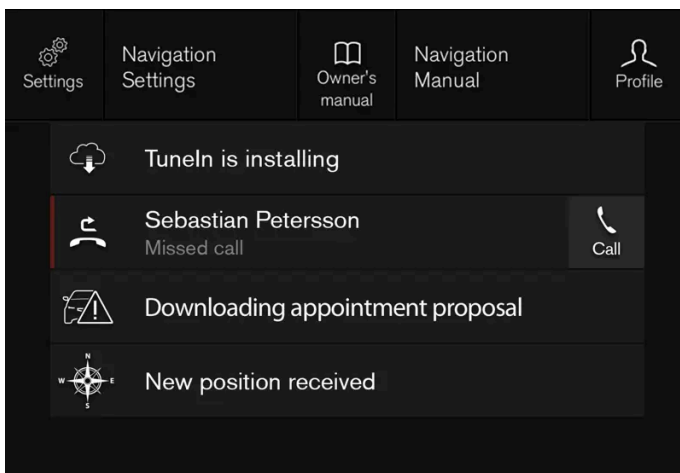 Settings
Navigation
Settings
Owner's
manual
Navigation
Manual
Profile
TuneIn is installing
Sebastian Petersson
Missed call
Call
Downloading appointment proposal
N
W
E
S
New position received